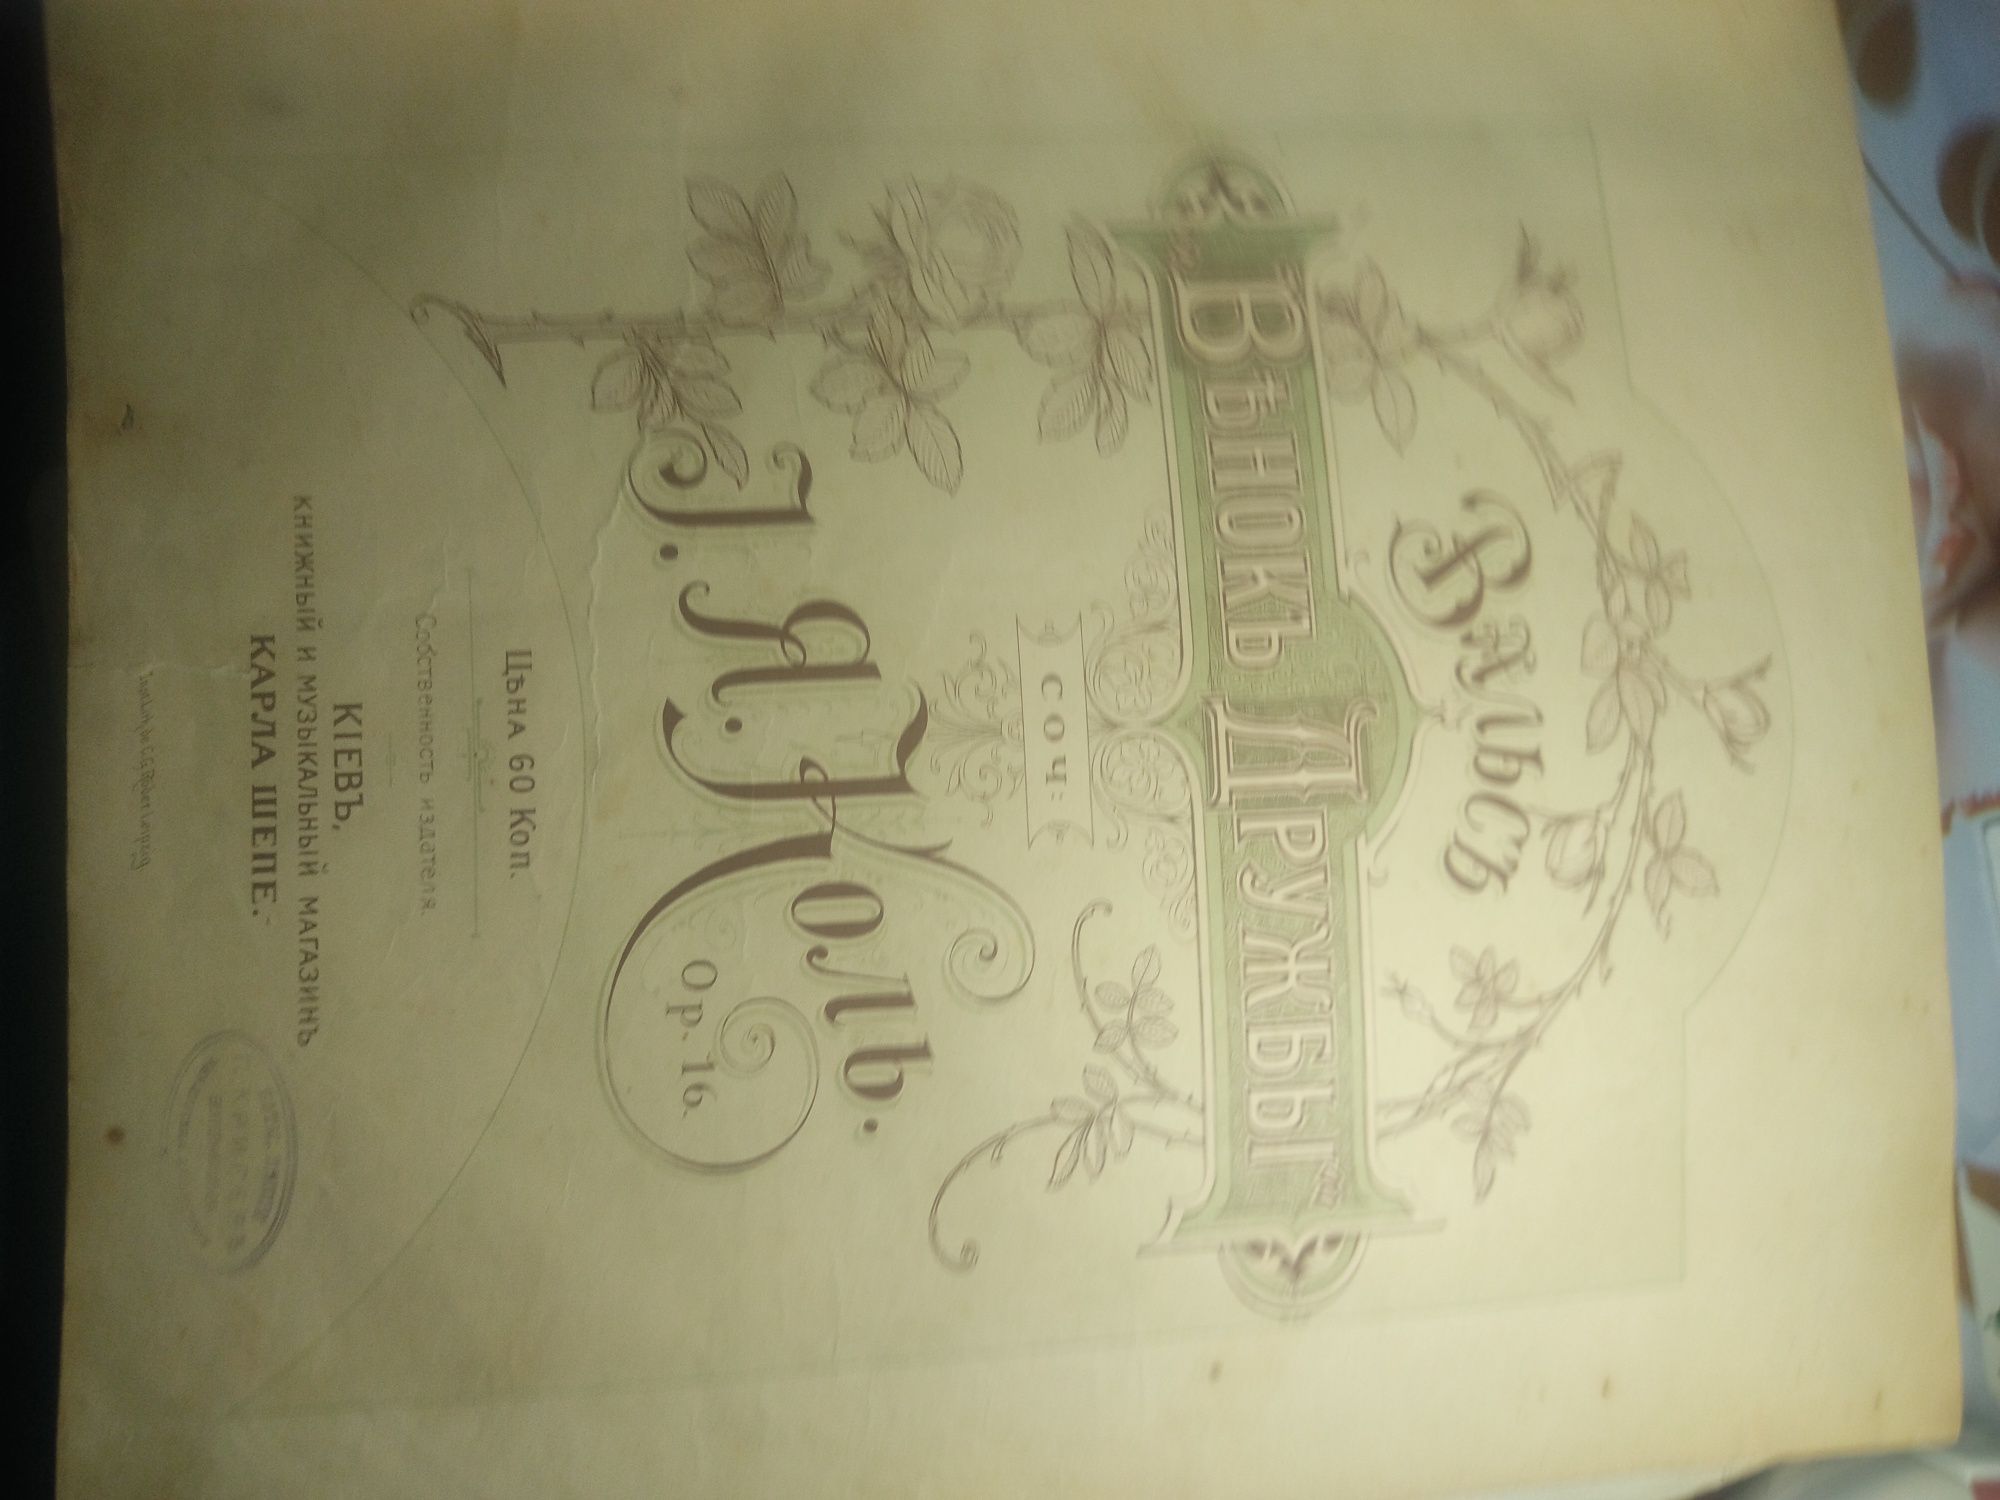 Вальсъ
„Вѣнокъ Дружбы“
СОЧ:
І. Я. Коль.
Op. 16.
Цѣна 60 Коп.
Собственность издателя.
КІЕВЪ,
КНИЖНЫЙ И МУЗЫКАЛЬНЫЙ МАГАЗИНЪ
КАРЛА ШЕПЕ.